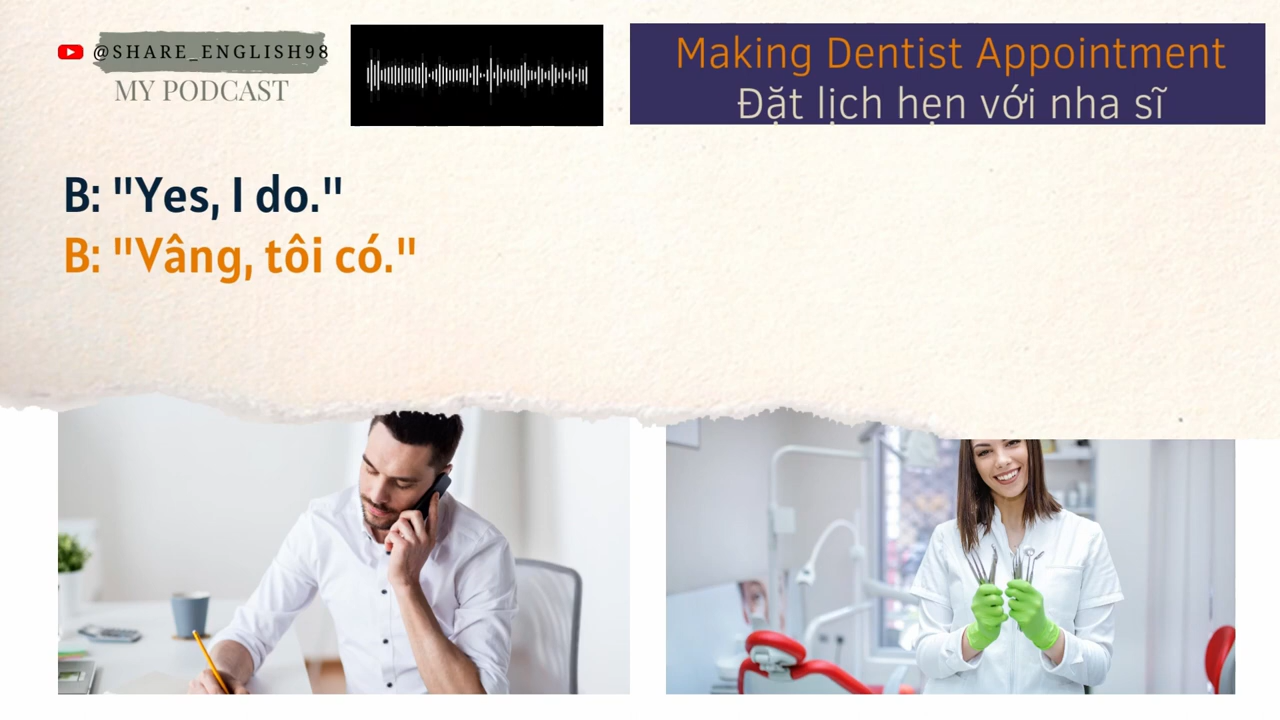 @SHARE_ENGLISH98
MY PODCAST
Making Dentist Appointment
Đặt lịch hẹn với nha sĩ
B: "Yes, I do."
B: "Vâng, tôi có."